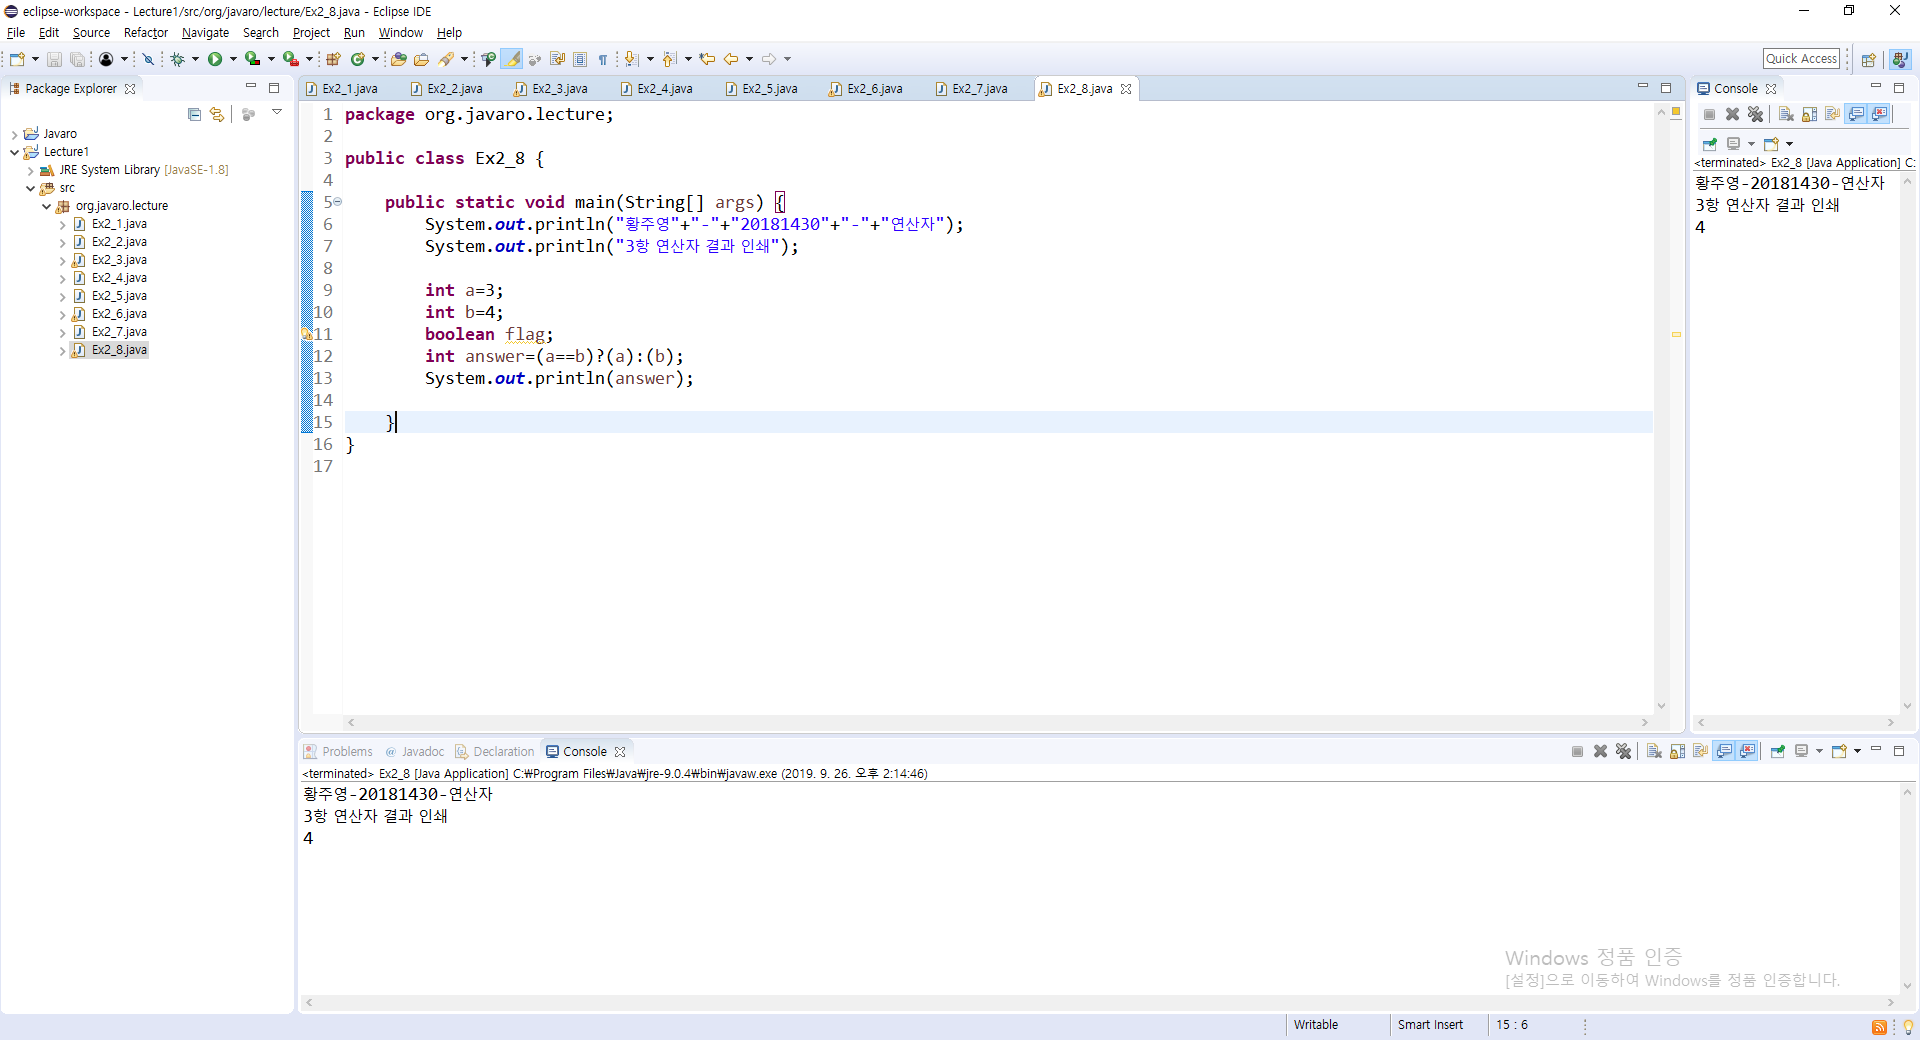 eclipse-workspace - Lecture1/src/org/javaro/lecture/Ex2_8.java - Eclipse IDE
File Edit Source Refactor Navigate Search Project Run Window Help
Quick Access
Package Explorer
Javaro
Lecture1
JRE System Library [JavaSE-1.8]
src
org.javaro.lecture
Ex2_1.java
Ex2_2.java
Ex2_3.java
Ex2_4.java
Ex2_5.java
Ex2_6.java
Ex2_7.java
Ex2_8.java
Ex2_1.java Ex2_2.java Ex2_3.java Ex2_4.java Ex2_5.java Ex2_6.java Ex2_7.java Ex2_8.java
1 package org.javaro.lecture;
2
3 public class Ex2_8 {
4
5 public static void main(String[] args) {
6 System.out.println("황주영"+"-"+"20181430"+"-"+"연산자");
7 System.out.println("3항 연산자 결과 인쇄");
8
9 int a=3;
10 int b=4;
11 boolean flag;
12 int answer=(a==b)?(a):(b);
13 System.out.println(answer);
14
15 }
16 }
17
Console
<terminated> Ex2_8 [Java Application] C:
황주영-20181430-연산자
3항 연산자 결과 인쇄
4
Problems Javadoc Declaration Console
<terminated> Ex2_8 [Java Application] C:₩Program Files₩Java₩jre-9.0.4₩bin₩javaw.exe (2019. 9. 26. 오후 2:14:46)
황주영-20181430-연산자
3항 연산자 결과 인쇄
4
Windows 정품 인증
[설정]으로 이동하여 Windows를 정품 인증합니다.
Writable Smart Insert 15 : 6